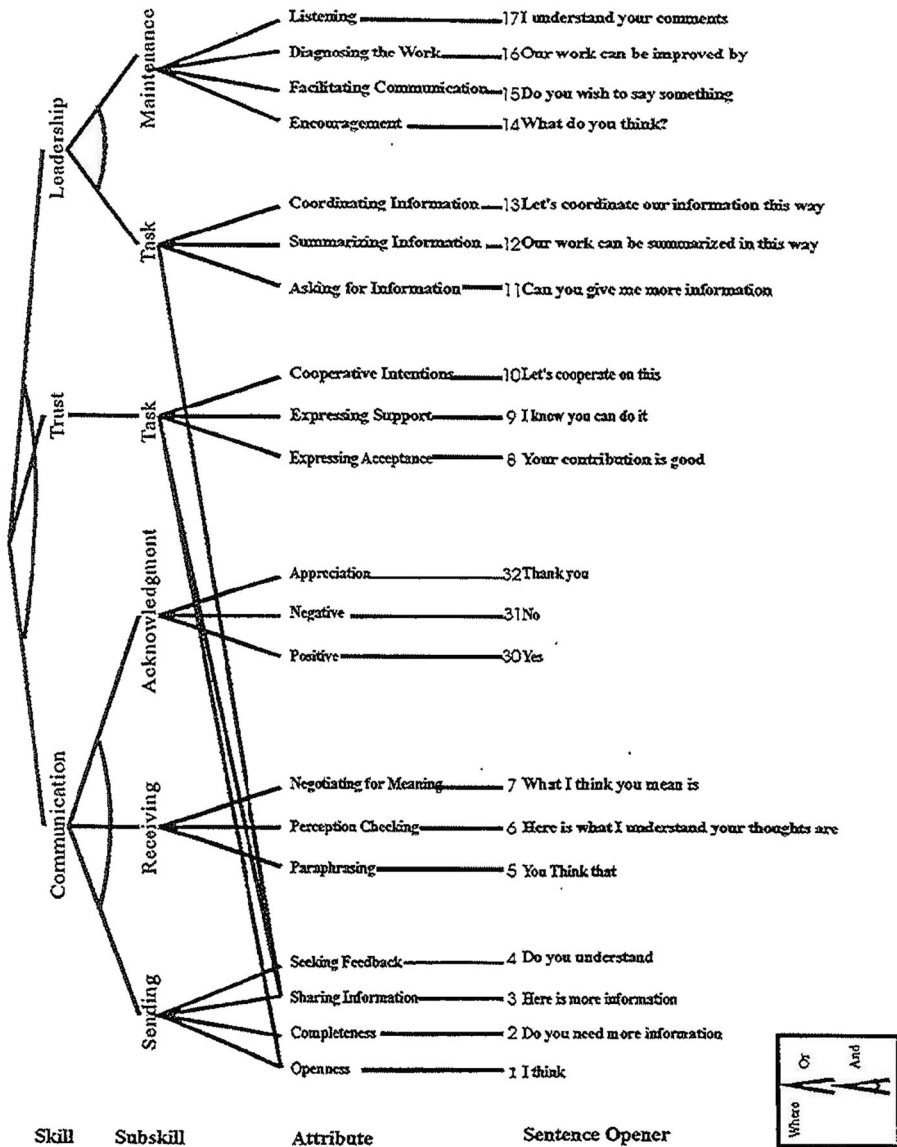 Leadership
Maintenance
Listening 17 I understand your comments
Diagnosing the Work 16 Our work can be improved by
Facilitating Communication 15 Do you wish to say something
Encouragement 14 What do you think?
Task
Coordinating Information 13 Let's coordinate our information this way
Summarizing Information 12 Our work can be summarized in this way
Asking for Information 11 Can you give me more information
Trust
Task
Cooperative Intentions 10 Let's cooperate on this
Expressing Support 9 I know you can do it
Expressing Acceptance 8 Your contribution is good
Communication
Acknowledgment
Appreciation 32 Thank you
Negative 31 No
Positive 30 Yes
Receiving
Negotiating for Meaning 7 What I think you mean is
Perception Checking 6 Here is what I understand your thoughts are
Paraphrasing 5 You Think that
Sending
Seeking Feedback 4 Do you understand
Sharing Information 3 Here is more information
Completeness 2 Do you need more information
Openness 1 I think
Where
Or
And
Skill Subskill Attribute Sentence Opener